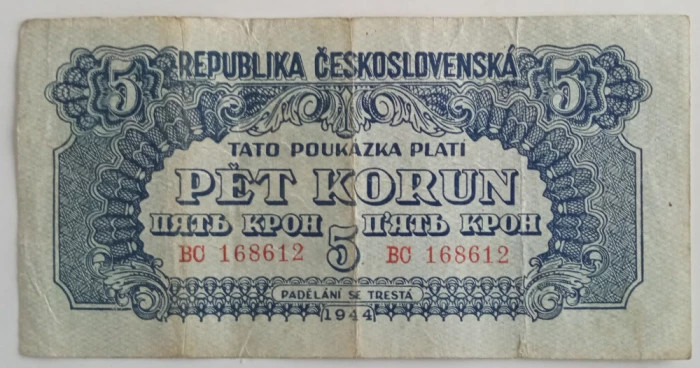 5 REPUBLIKA ČESKOSLOVENSKÁ 5
TATO POUKÁZKA PLATÍ
PĚT KORUN
ПЯТЬ КРОН П'ЯТЬ КРОН
BC 168612 5 BC 168612
PADĚLÁNÍ SE TRESTÁ
1944